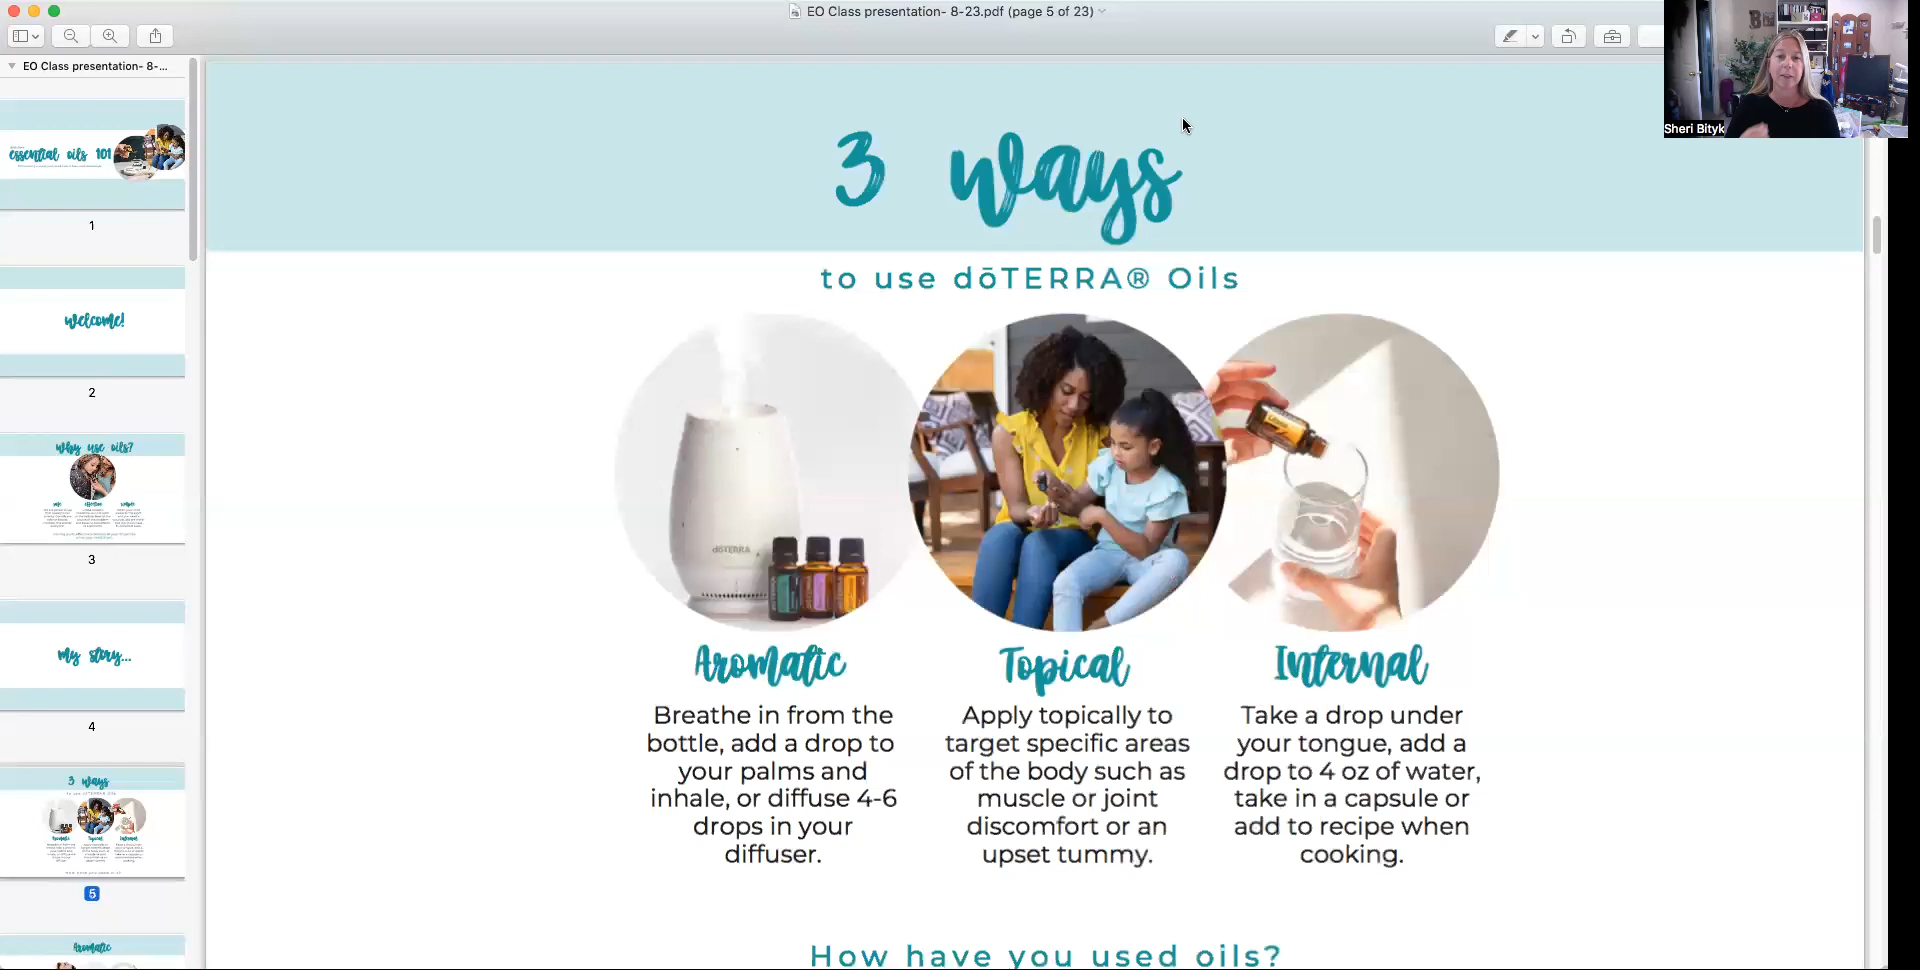 EO Class presentation- 8-23.pdf (page 5 of 23)
EO Class presentation- 8-...
essential oils 101
1
welcome!
2
why use oils?
3
my story...
4
3 ways
5
Aromatic
Sheri Bityk
3 ways
to use dōTERRA® Oils
dōTERRA
Aromatic
Breathe in from the
bottle, add a drop to
your palms and
inhale, or diffuse 4-6
drops in your
diffuser.
Topical
Apply topically to
target specific areas
of the body such as
muscle or joint
discomfort or an
upset tummy.
Internal
Take a drop under
your tongue, add a
drop to 4 oz of water,
take in a capsule or
add to recipe when
cooking.
How have you used oils?